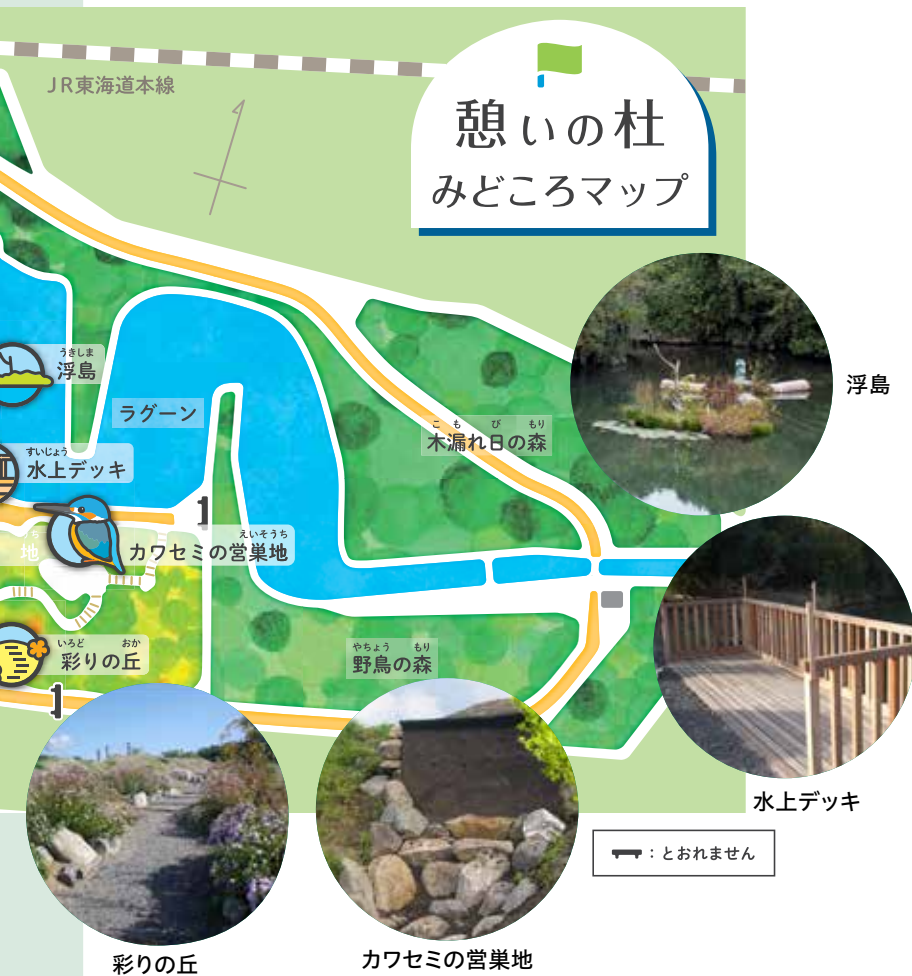 JR東海道本線
憩いの杜
みどころマップ
うきしま
浮島
浮島
ラグーン
こ も び もり
木漏れ日の森
すいじょう
水上デッキ
えいそうち
カワセミの営巣地
ち
地
いろど おか
彩りの丘
やちょう もり
野鳥の森
水上デッキ
：とおれません
カワセミの営巣地
彩りの丘